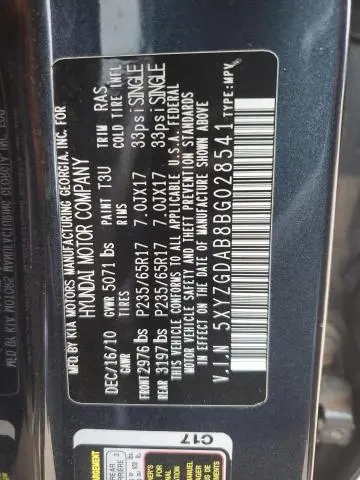 MFD BY KIA MOTORS MANUFACTURING GEORGIA, INC. FOR
HYUNDAI MOTOR COMPANY
DEC/16/10 GVWR 5071 lbs PAINT T3U TRIM RAS
GAWR TIRES RIMS COLD TIRE INFL
FRONT 2976 lbs P235/65R17 7.0JX17 33psi SINGLE
REAR 3197 lbs P235/65R17 7.0JX17 33psi SINGLE
THIS VEHICLE CONFORMS TO ALL APPLICABLE U.S.A. FEDERAL
MOTOR VEHICLE SAFETY STANDARDS IN
EFFECT ON THE DATE OF MANUFACTURE SHOWN ABOVE.
V.I.N 5XYZGDAB8BG028541 TYPE:MPV
C17